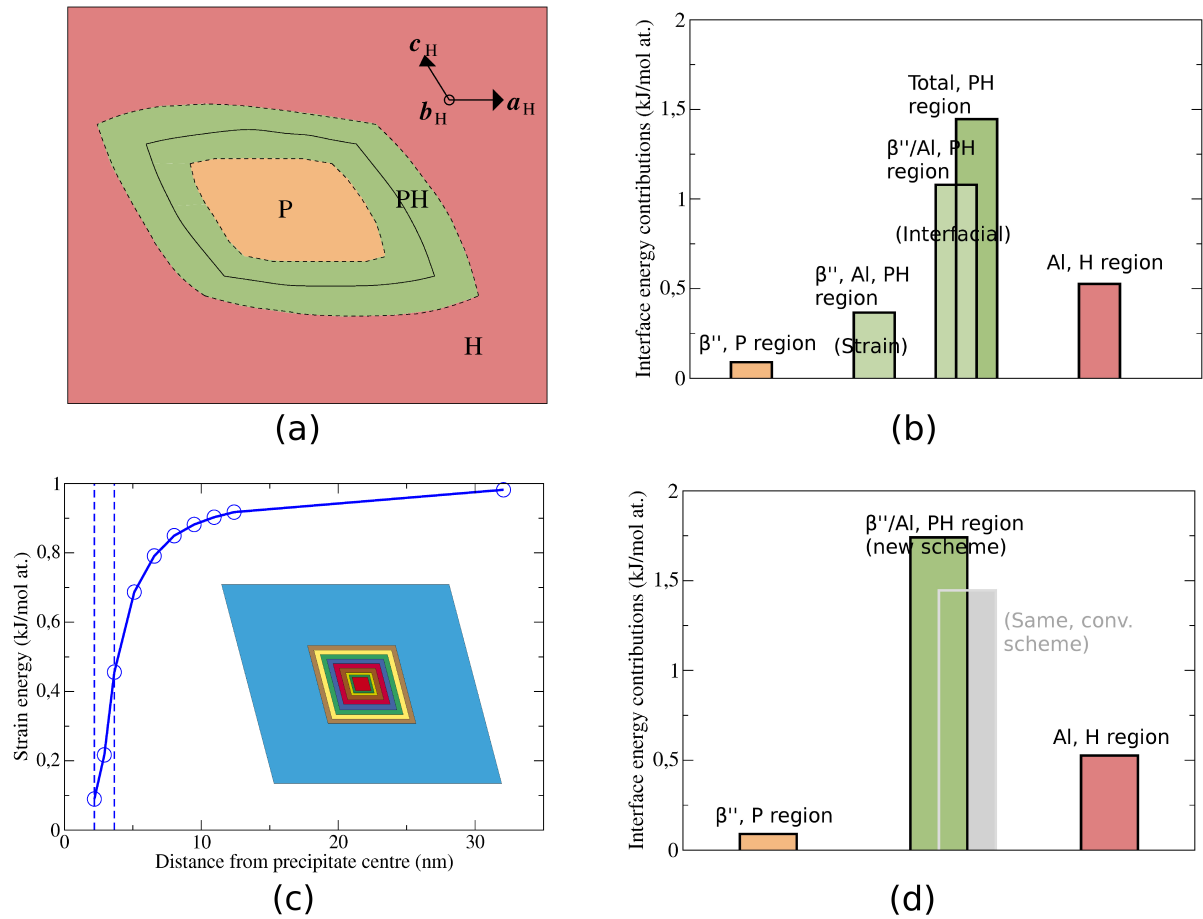 c H
b H
a H
P
PH
H
(a)
Interface energy contributions (kJ/mol at.)
2
1,5
1
0,5
0
Total, PH
region
β''/Al, PH
region
(Interfacial)
β'', Al, PH
region
(Strain)
β'', P region
Al, H region
(b)
Strain energy (kJ/mol at.)
1
0,8
0,6
0,4
0,2
0
0
10
20
30
Distance from precipitate centre (nm)
(c)
Interface energy contributions (kJ/mol at.)
2
1,5
1
0,5
0
β''/Al, PH region
(new scheme)
(Same, conv.
scheme)
Al, H region
β'', P region
(d)